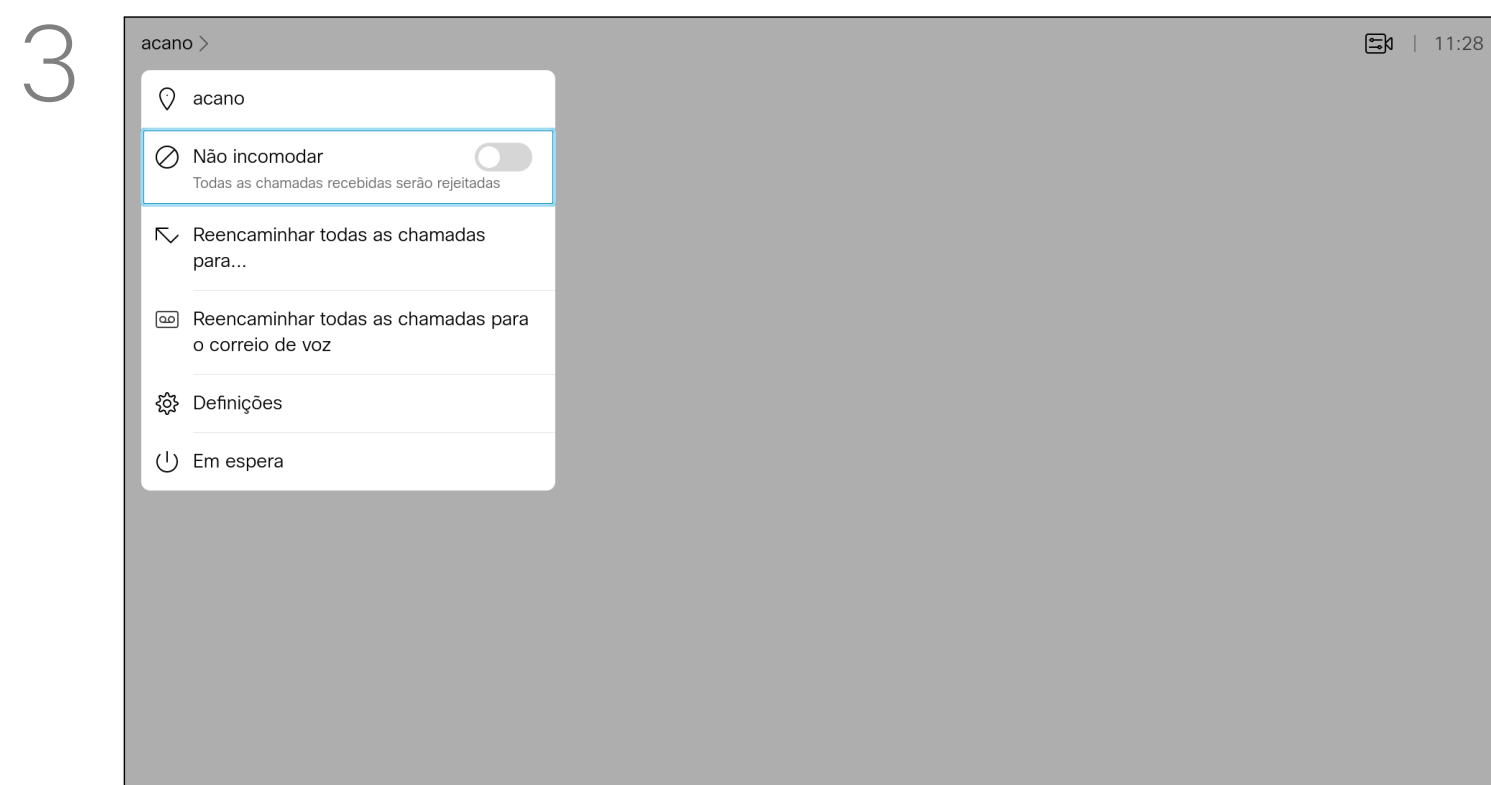 3
acano
11:28
acano
Não incomodar
Todas as chamadas recebidas serão rejeitadas
Reencaminhar todas as chamadas
para...
Reencaminhar todas as chamadas para
o correio de voz
Definições
Em espera